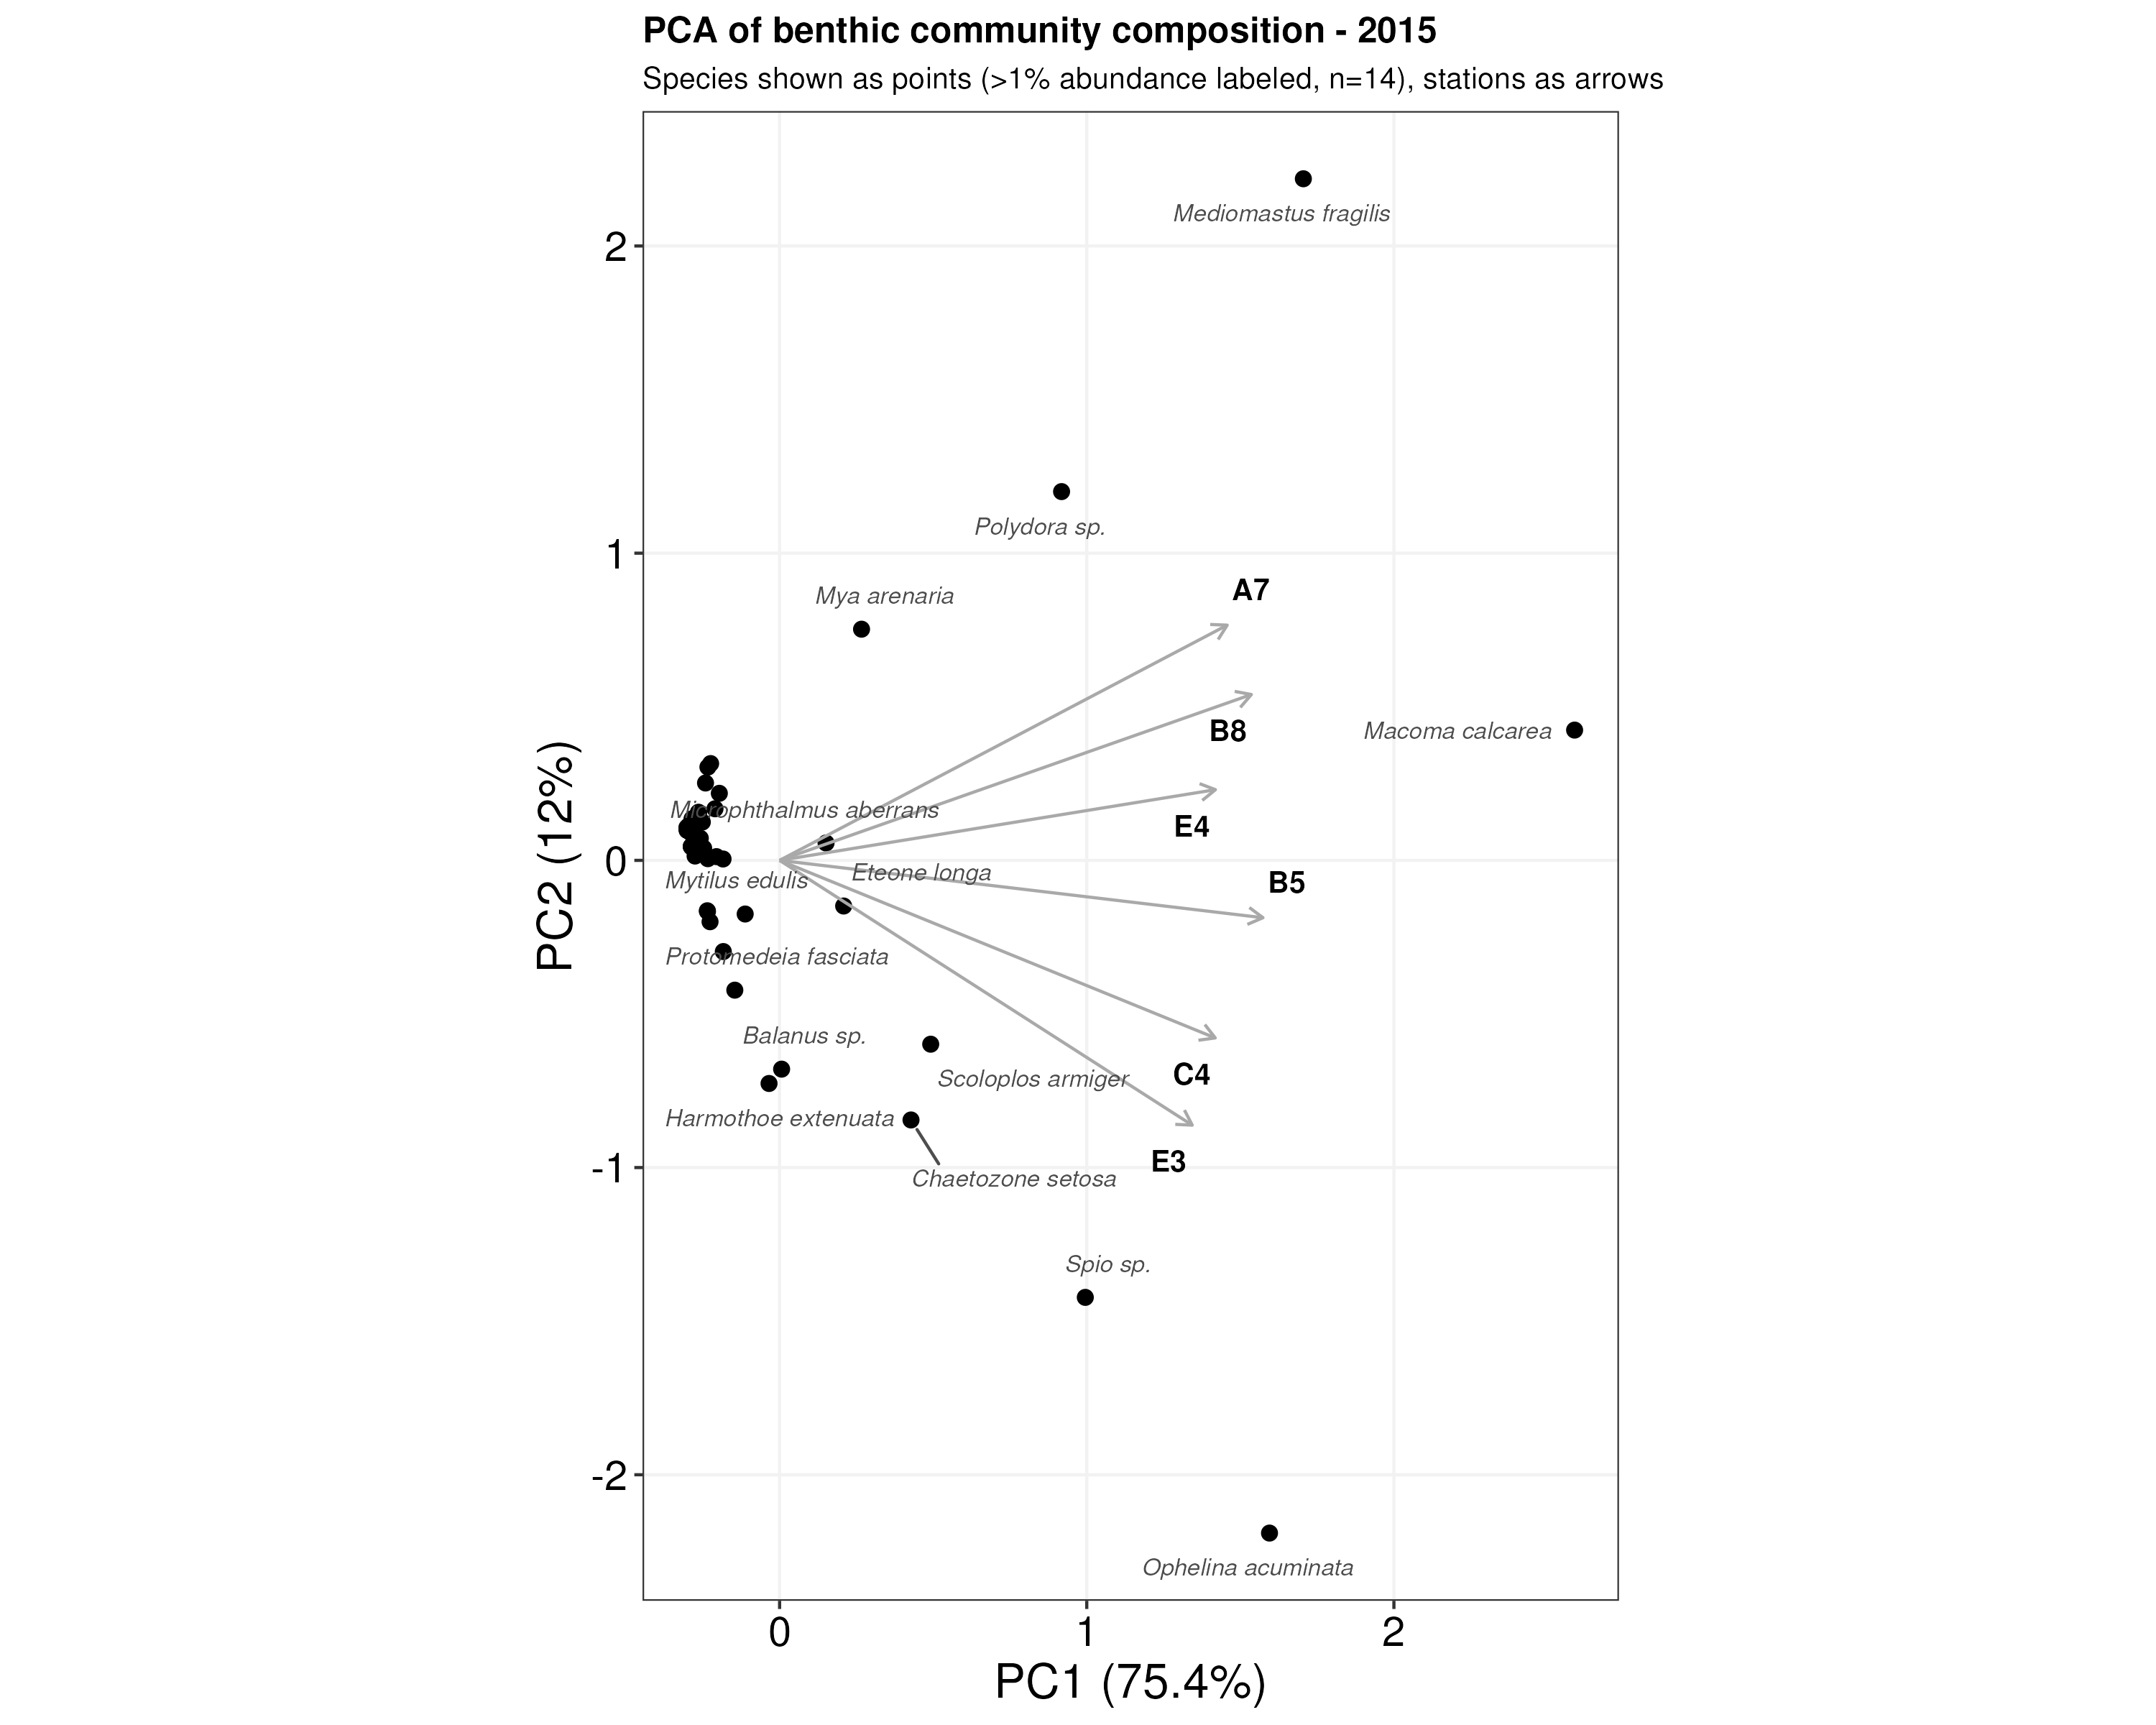 PCA of benthic community composition - 2015
Species shown as points (>1% abundance labeled, n=14), stations as arrows
Mediomastus fragilis
2
Polydora sp.
1
Mya arenaria
A7
B8
Macoma calcarea
Microphthalmus aberrans
E4
0
Eteone longa
Mytilus edulis
B5
Protomedeia fasciata
Balanus sp.
Scoloplos armiger
C4
Harmothoe extenuata
E3
-1
Chaetozone setosa
Spio sp.
-2
Ophelina acuminata
PC2 (12%)
0 1 2
PC1 (75.4%)